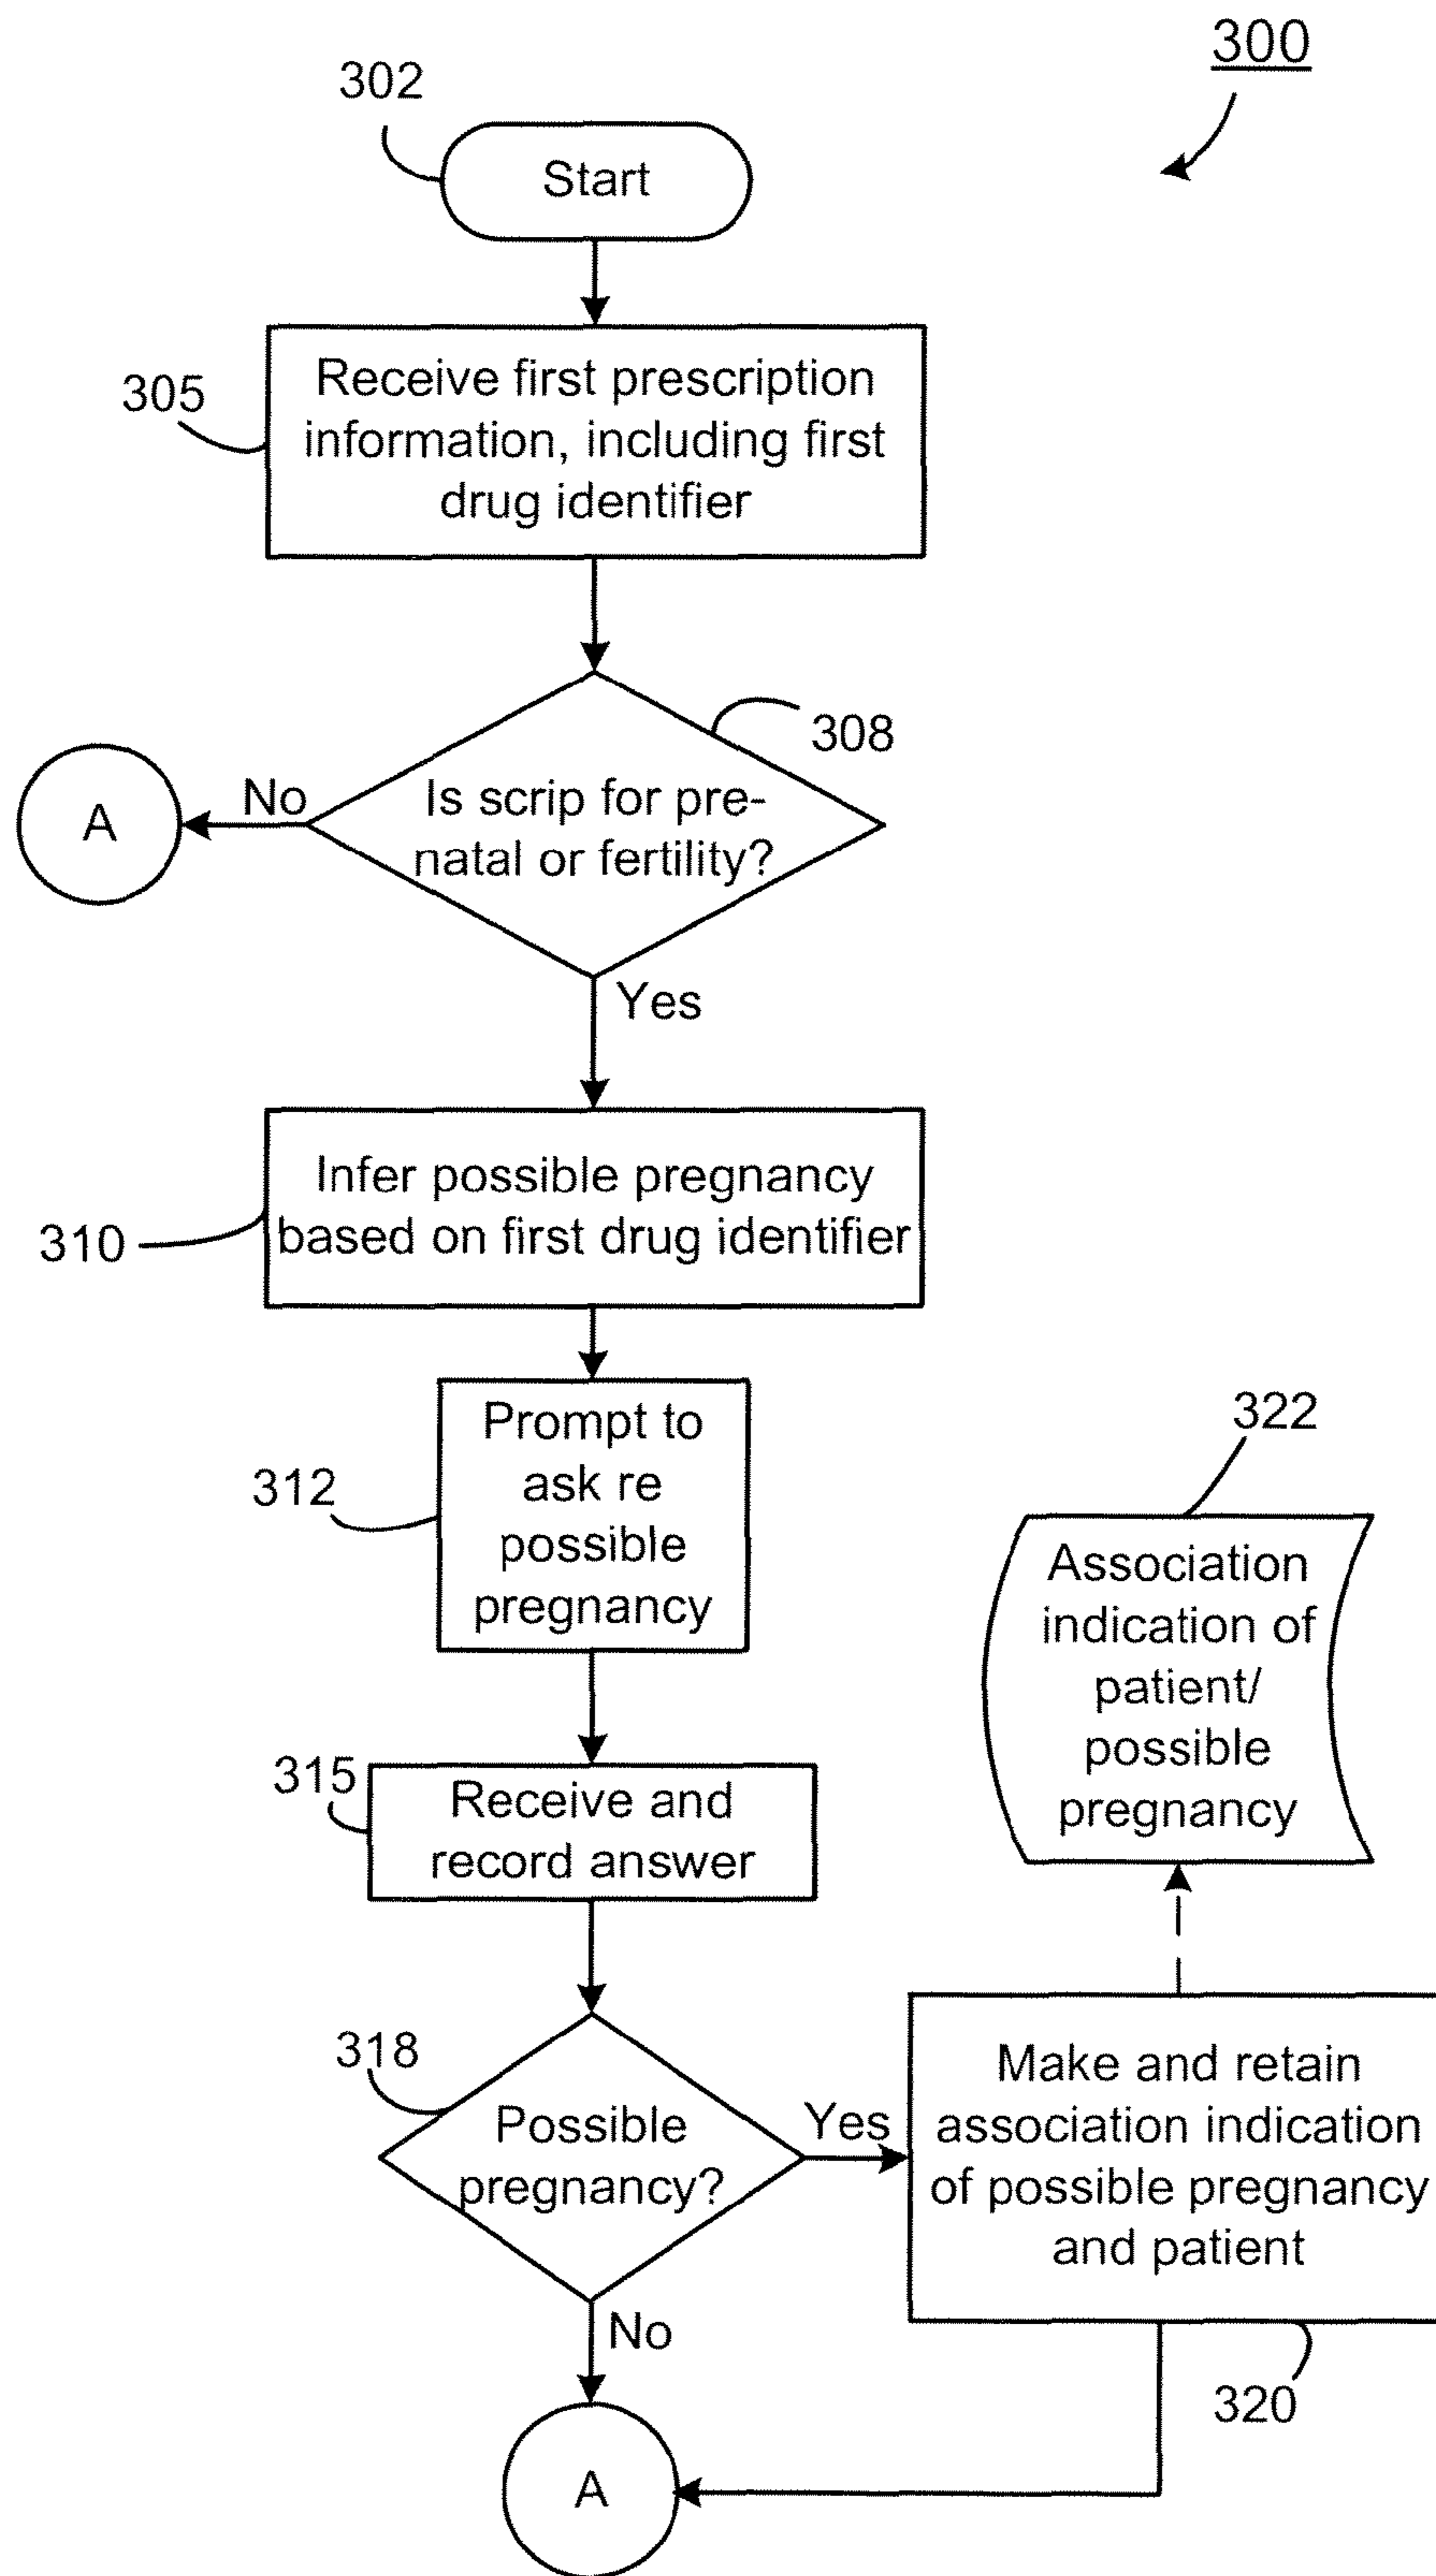 300
302
Start
305
Receive first prescription
information, including first
drug identifier
308
A
No
Is scrip for pre-
natal or fertility?
Yes
310
Infer possible pregnancy
based on first drug identifier
312
Prompt to
ask re
possible
pregnancy
322
Association
indication of
patient/
possible
pregnancy
315
Receive and
record answer
318
Possible
pregnancy?
Yes
Make and retain
association indication
of possible pregnancy
and patient
No
320
A